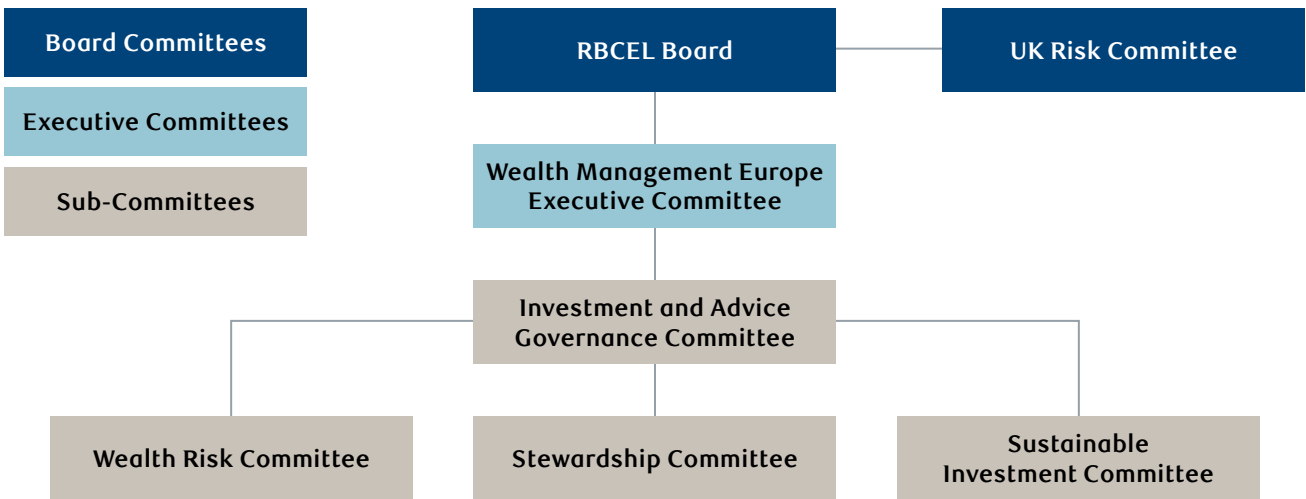 Board Committees
Executive Committees
Sub-Committees
RBCEL Board
UK Risk Committee
Wealth Management Europe
Executive Committee
Investment and Advice
Governance Committee
Wealth Risk Committee
Stewardship Committee
Sustainable
Investment Committee